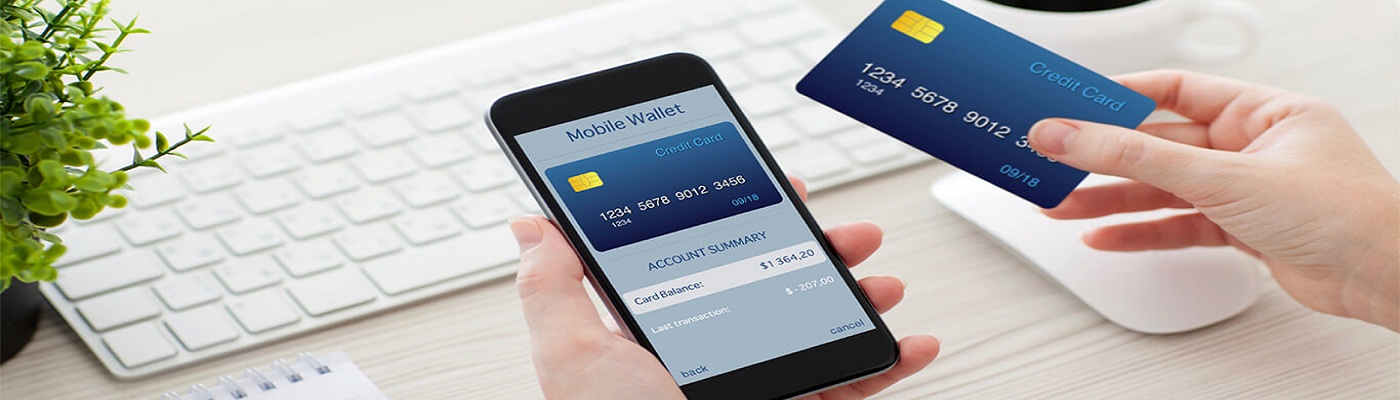 Mobile Wallet
Credit Card
1234 5678 9012 3456
1234
09/18
ACCOUNT SUMMARY
Card Balance: $1 364,20
Last transaction: $ - 207,00
back cancel
Credit Card
1234 5678 9012 3456
1234
09/18